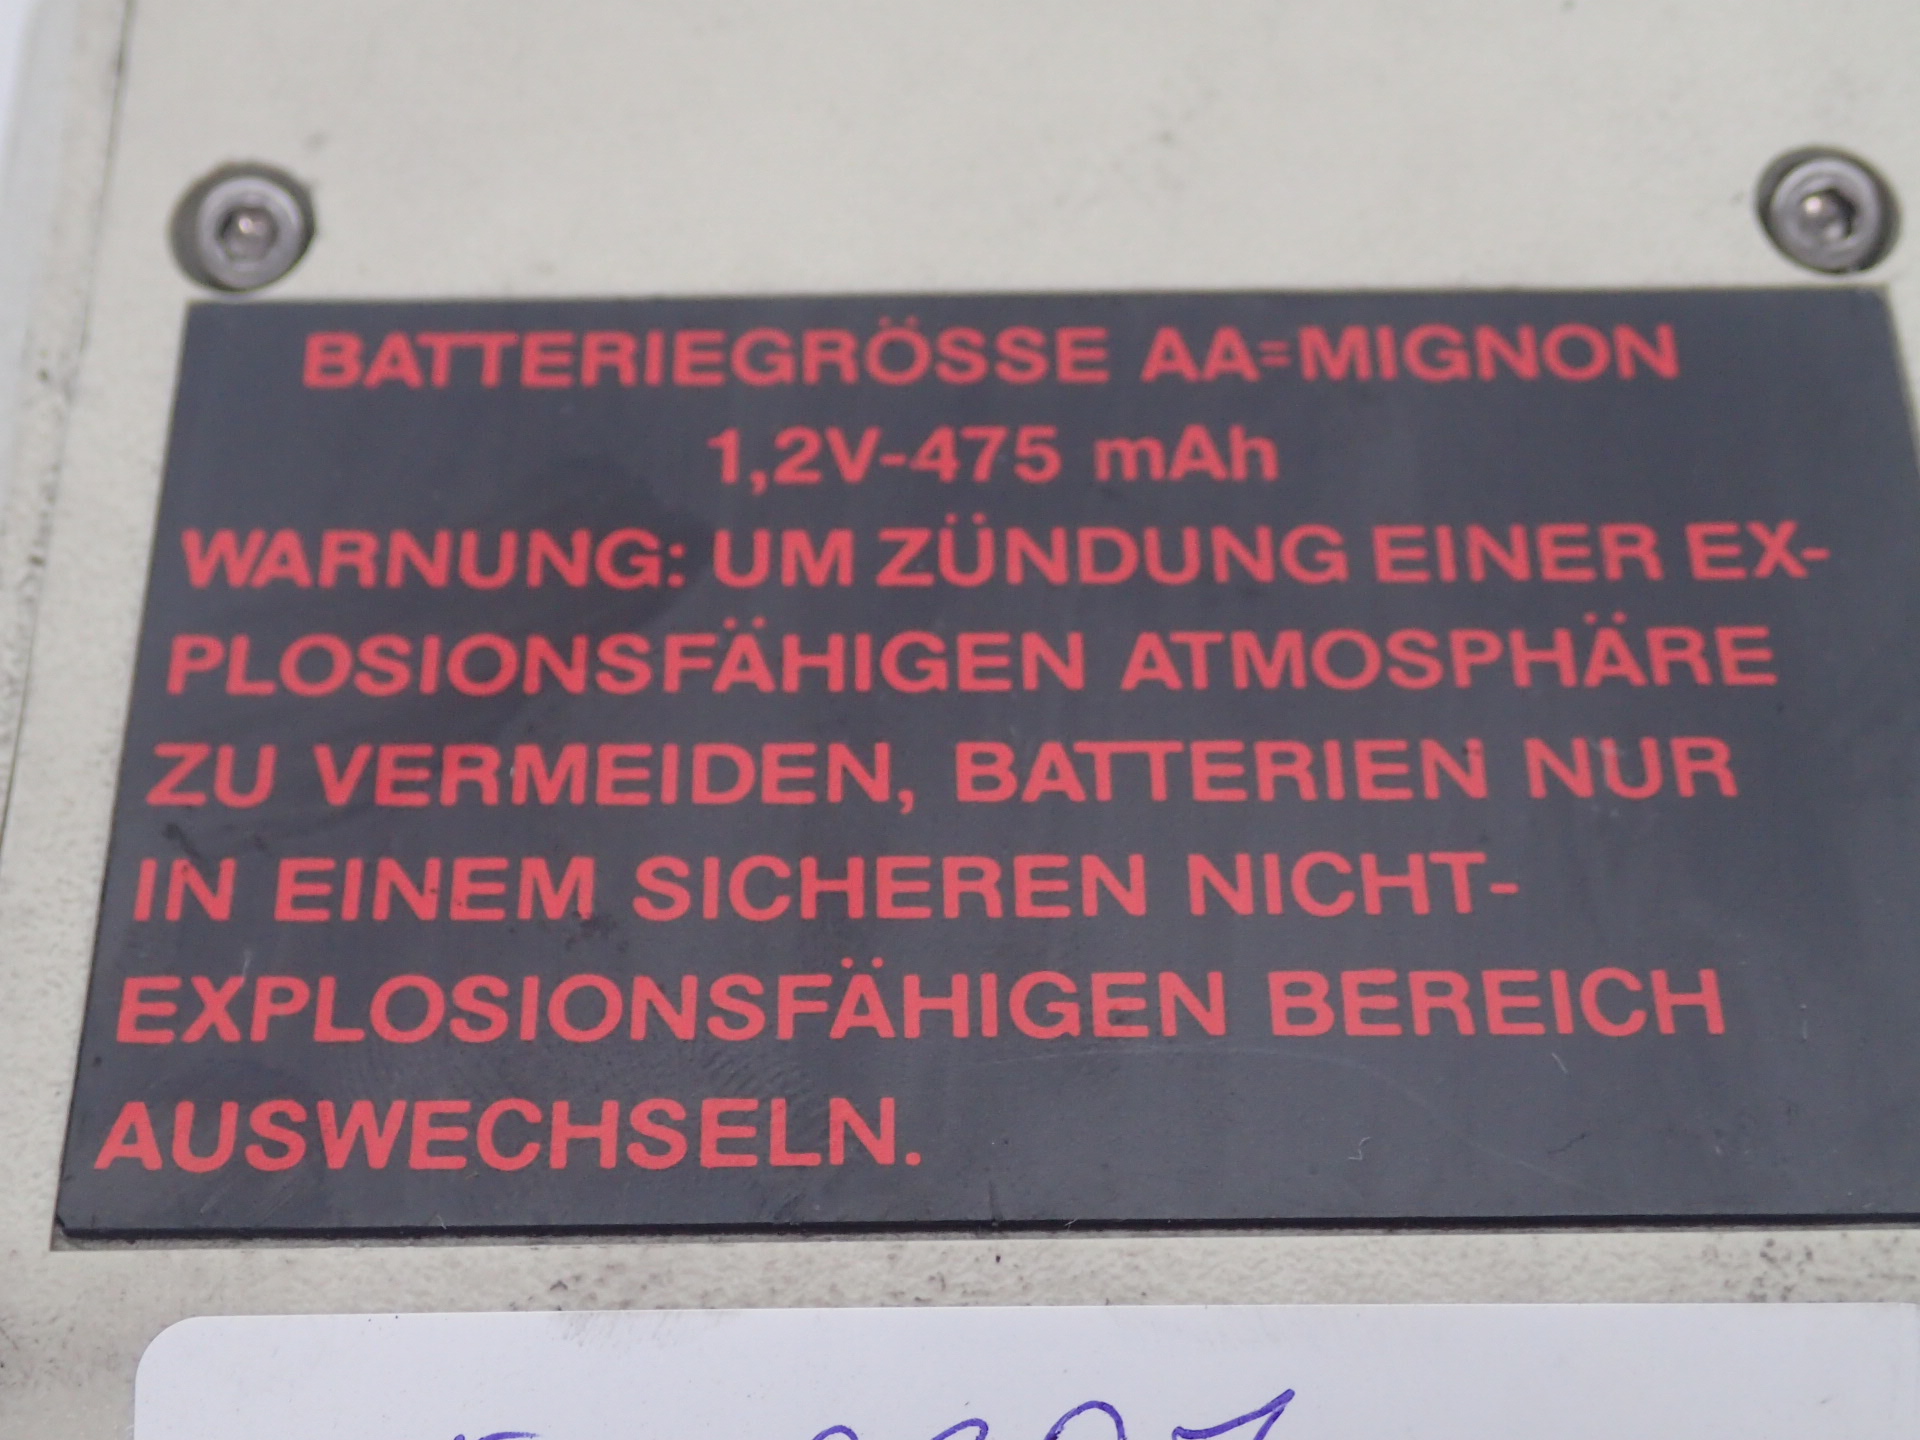 BATTERIEGRÖSSE AA=MIGNON
1,2V-475 mAh
WARNUNG: UM ZÜNDUNG EINER EX-
PLOSIONSFÄHIGEN ATMOSPHÄRE
ZU VERMEIDEN, BATTERIEN NUR
IN EINEM SICHEREN NICHT-
EXPLOSIONSFÄHIGEN BEREICH
AUSWECHSELN.